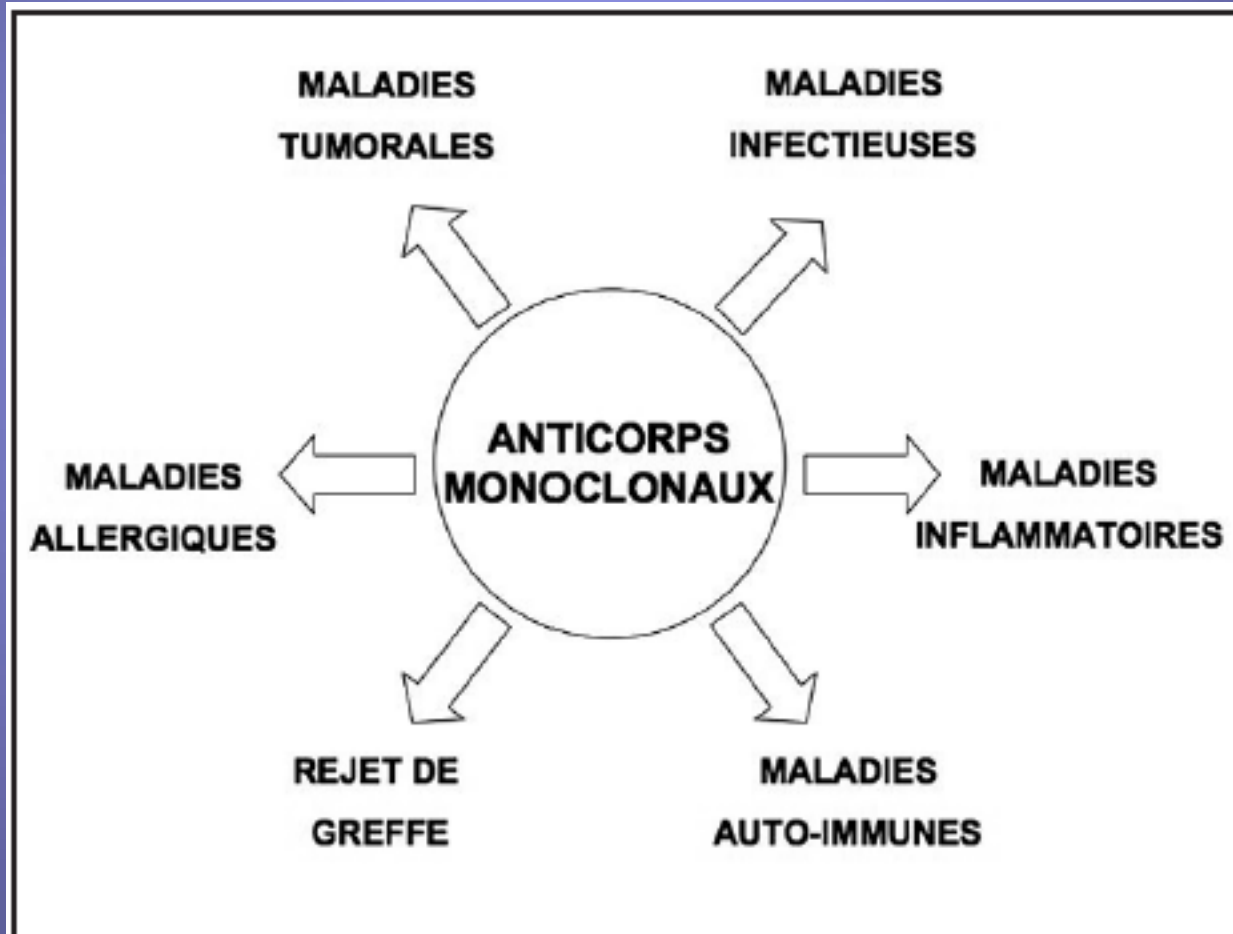 MALADIES
TUMORALES
MALADIES
INFECTIEUSES
ANTICORPS
MONOCLONAUX
MALADIES
ALLERGIQUES
MALADIES
INFLAMMATOIRES
REJET DE
GREFFE
MALADIES
AUTO-IMMUNES